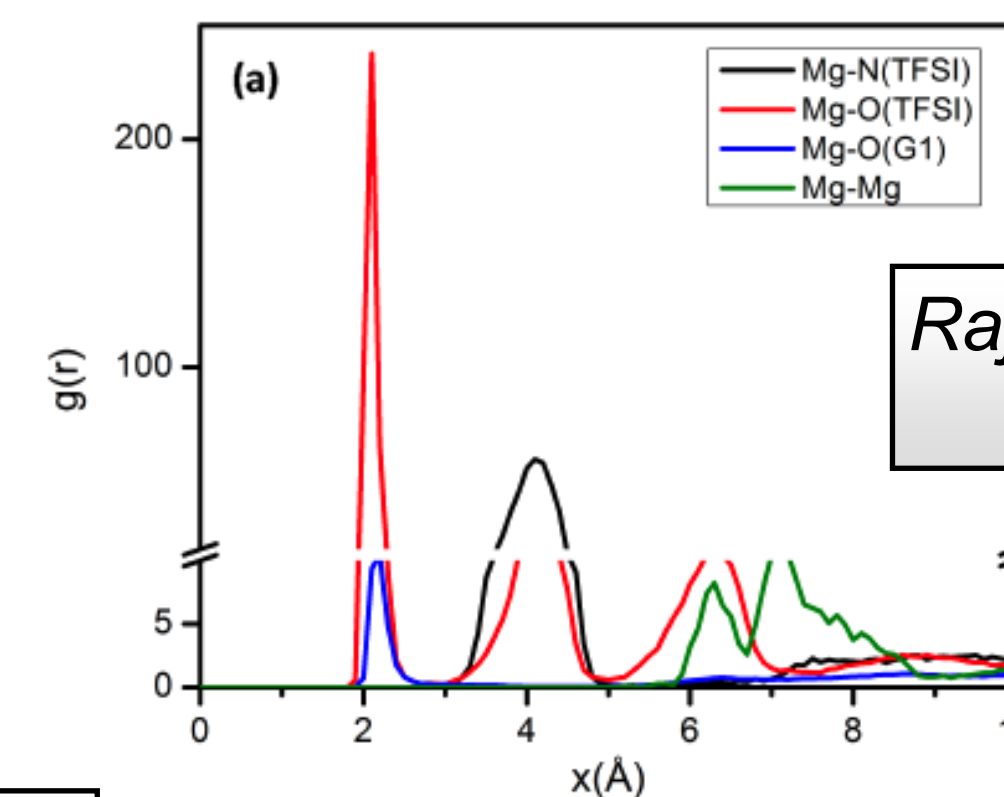 (a)
Mg-N(TFSI)
Mg-O(TFSI)
Mg-O(G1)
Mg-Mg
200
100
5
0
g(r)
0 2 4 6 8
x(Å)